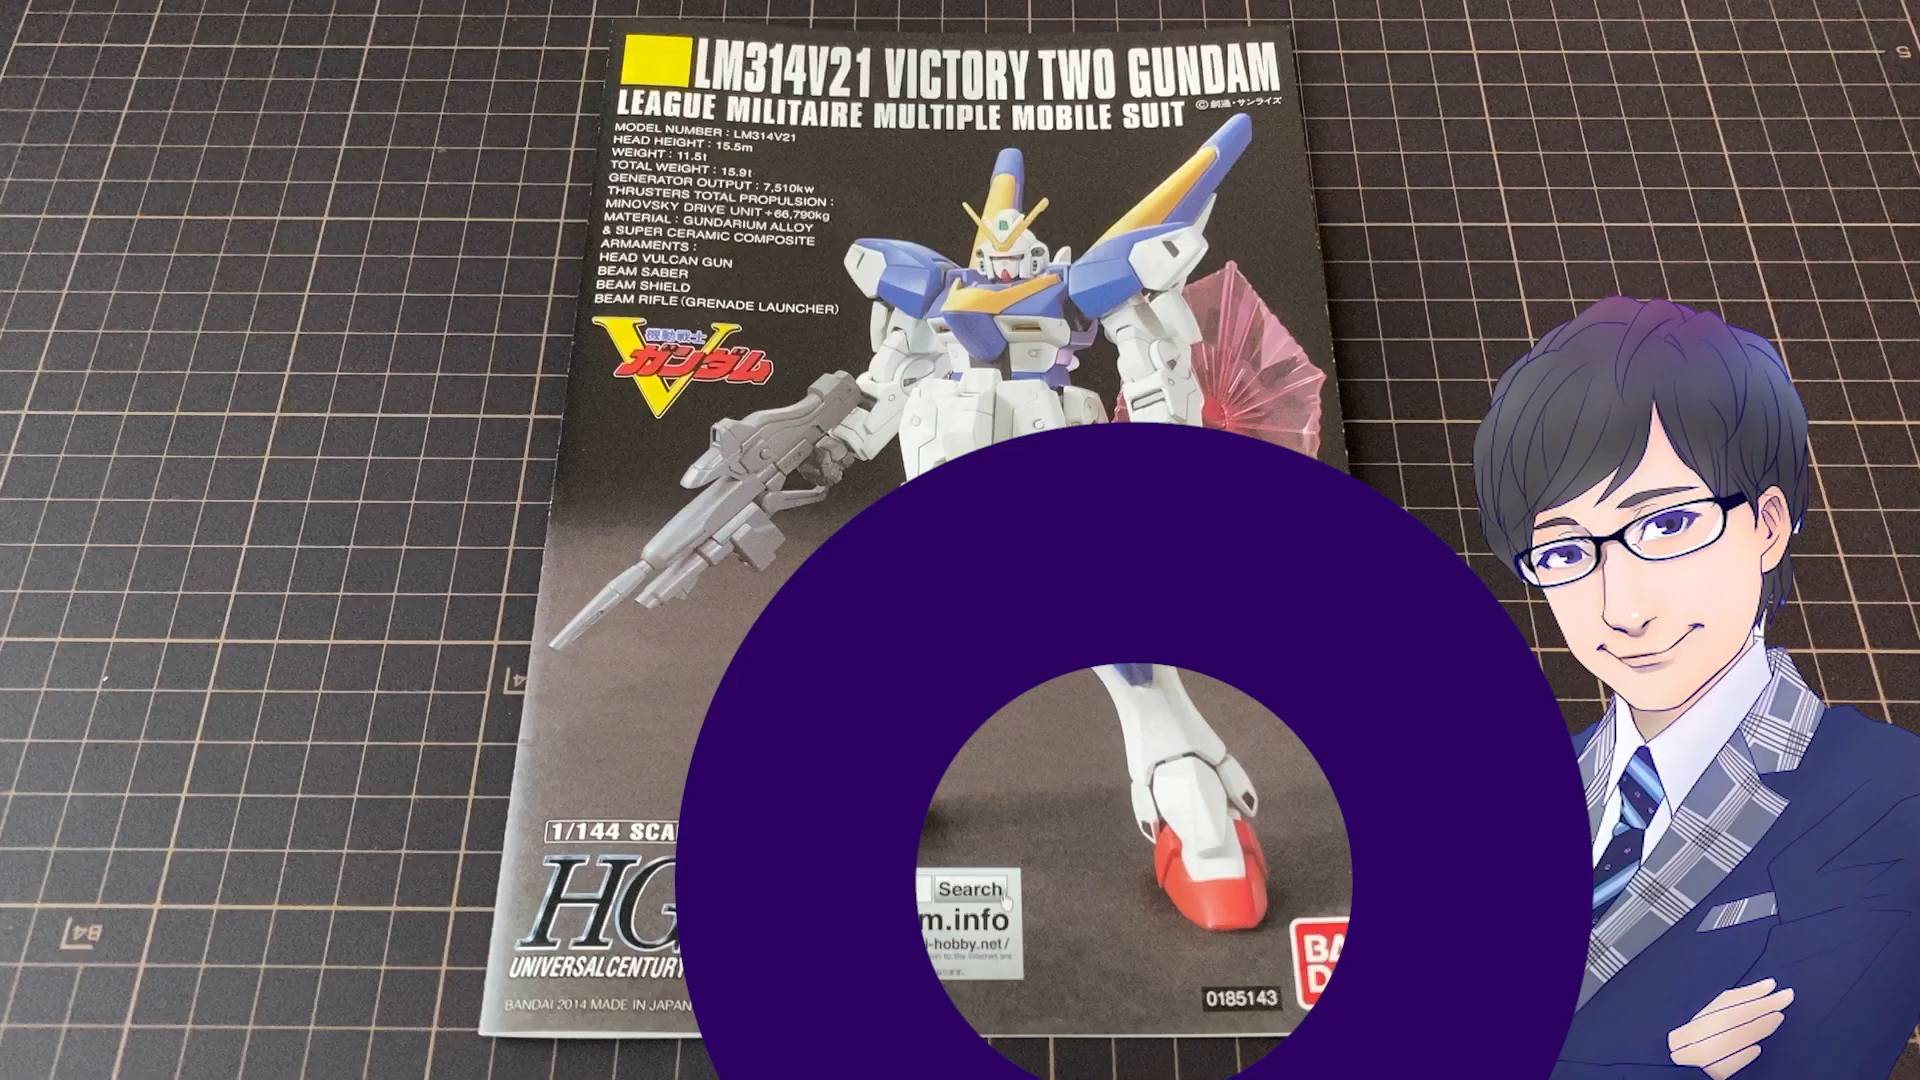 LM314V21 VICTORY TWO GUNDAM
LEAGUE MILITAIRE MULTIPLE MOBILE SUIT
©創通・サンライズ
MODEL NUMBER : LM314V21
HEAD HEIGHT : 15.5m
WEIGHT : 11.5t
TOTAL WEIGHT : 15.9t
GENERATOR OUTPUT : 7,510kw
THRUSTERS TOTAL PROPULSION :
MINOVSKY DRIVE UNIT+66,790kg
MATERIAL : GUNDARIUM ALLOY
& SUPER CERAMIC COMPOSITE
ARMAMENTS :
HEAD VULCAN GUN
BEAM SABER
BEAM SHIELD
BEAM RIFLE (GRENADE LAUNCHER)
機動戦士
V
ガンダム
1/144 SCA
HG
UNIVERSAL CENTURY
BANDAI 2014 MADE IN JAPAN
Search
m.info
i-hobby.net/
0185143
BA
D
B4
5